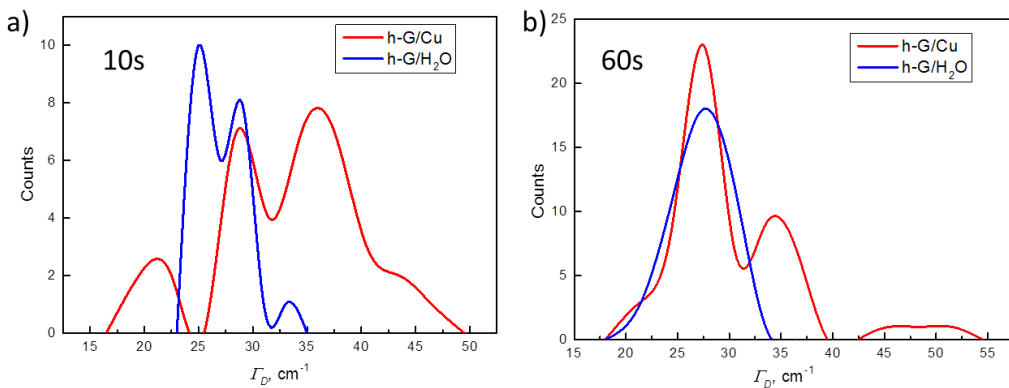 a)
10s
h-G/Cu
h-G/H₂O
Counts
10
8
6
4
2
0
15 20 25 30 35 40 45 50
Γ_D, cm⁻¹
b)
60s
h-G/Cu
h-G/H₂O
Counts
25
20
15
10
5
0
15 20 25 30 35 40 45 50 55
Γ_D, cm⁻¹